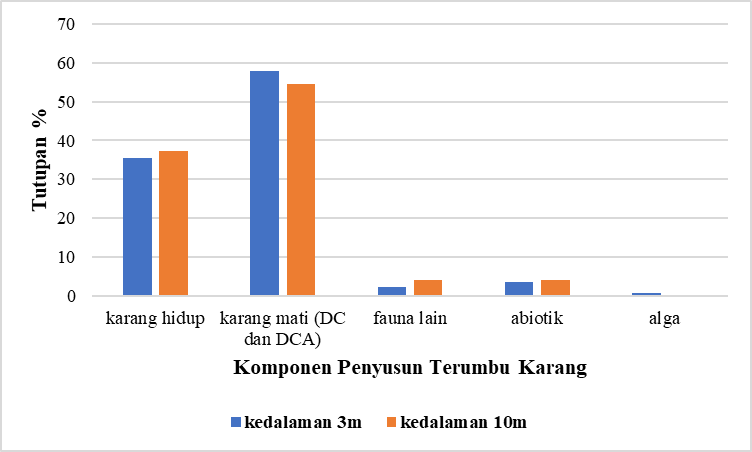 70
60
50
40
30
20
10
0
Tutupan %
karang hidup
karang mati (DC
dan DCA)
fauna lain
abiotik
alga
Komponen Penyusun Terumbu Karang
kedalaman 3m
kedalaman 10m